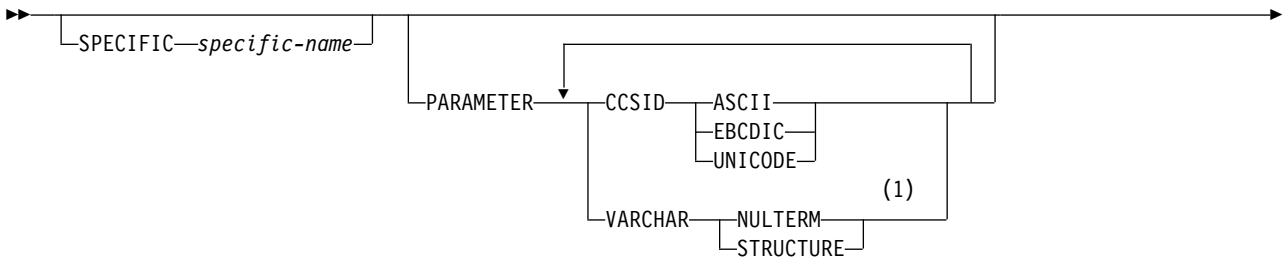 SPECIFIC specific-name
PARAMETER CCSID ASCII
EBCDIC
UNICODE
(1)
VARCHAR NULTERM
STRUCTURE